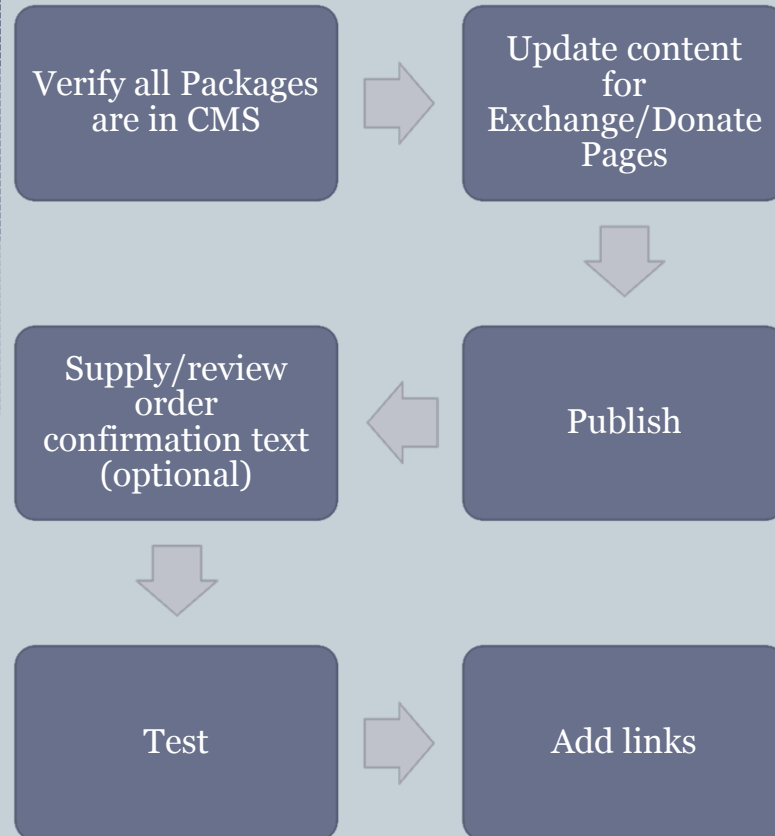 Verify all Packages
are in CMS
Update content
for
Exchange/Donate
Pages
Publish
Supply/review
order
confirmation text
(optional)
Test
Add links